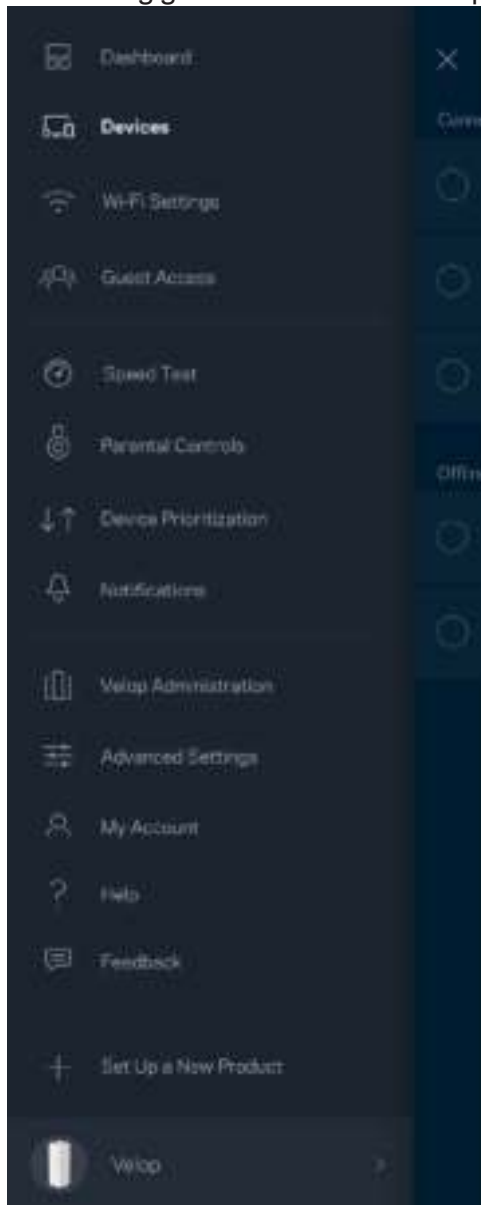 Dashboard
Devices
Wi-Fi Settings
Guest Access
Speed Test
Parental Controls
Device Prioritization
Notifications
Velop Administration
Advanced Settings
My Account
Help
Feedback
Set Up a New Product
Velop